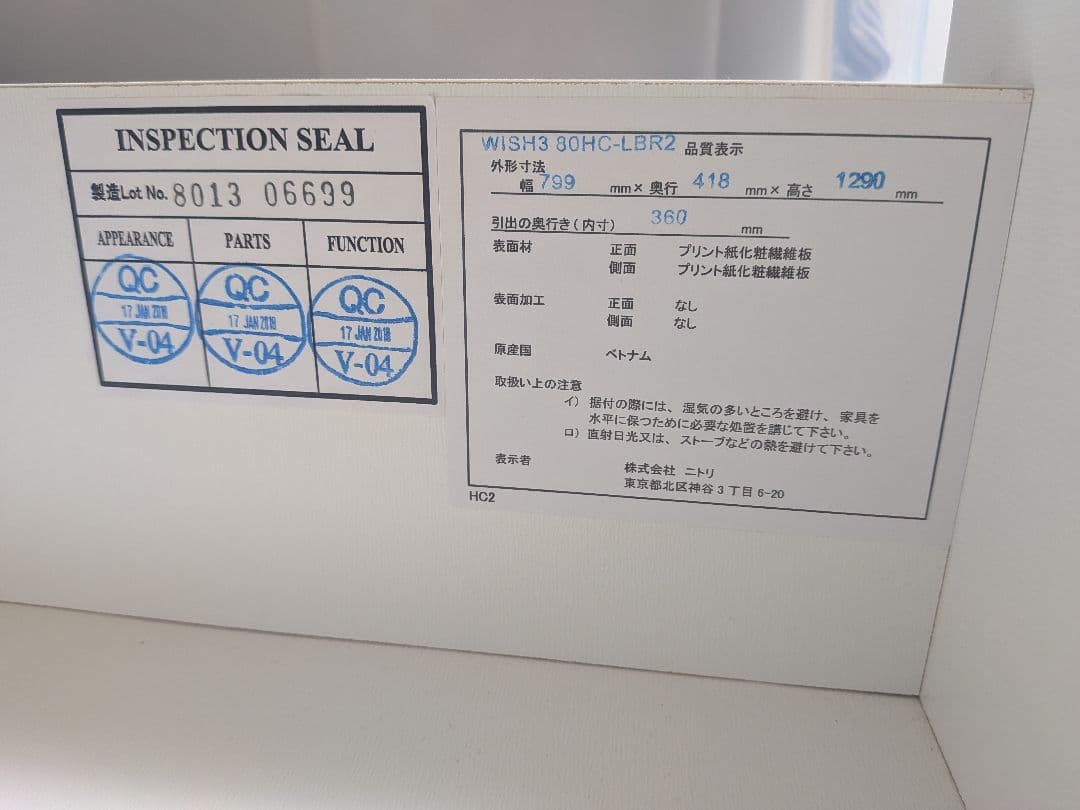 INSPECTION SEAL
製造Lot No. 8013 06699
APPEARANCE PARTS FUNCTION
QC
17 JAN 2018
V-04
QC
17 JAN 2018
V-04
QC
17 JAN 2018
V-04
WISH3 80HC-LBR2 品質表示
外形寸法
幅 799 mm× 奥行 418 mm× 高さ 1290 mm
引出の奥行き(内寸) 360 mm
表面材 正面 プリント紙化粧繊維板
側面 プリント紙化粧繊維板
表面加工 正面 なし
側面 なし
原産国 ベトナム
取扱い上の注意
イ) 据付の際には、湿気の多いところを避け、家具を
水平に保つために必要な処置を講じて下さい。
ロ) 直射日光又は、ストーブなどの熱を避けて下さい。
表示者 株式会社 ニトリ
東京都北区神谷3丁目6-20
HC2